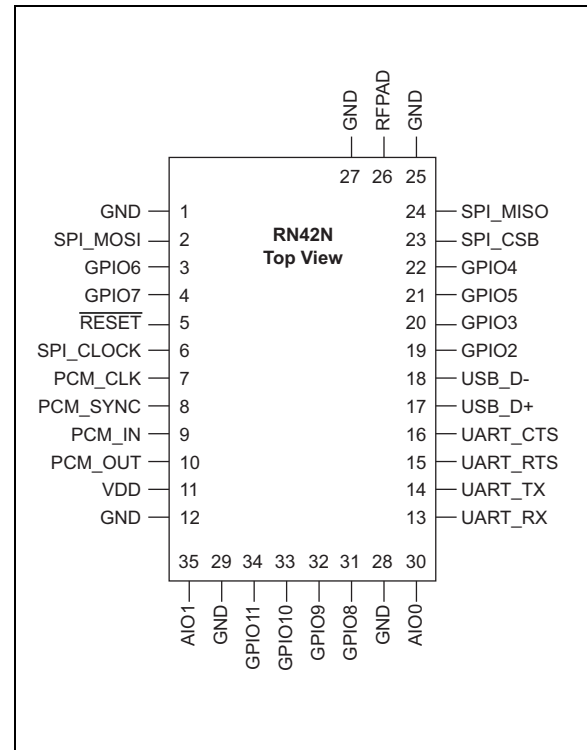 GND RFPAD GND
27 26 25
RN42N
Top View
GND 1
SPI_MOSI 2
GPIO6 3
GPIO7 4
RESET 5
SPI_CLOCK 6
PCM_CLK 7
PCM_SYNC 8
PCM_IN 9
PCM_OUT 10
VDD 11
GND 12
24 SPI_MISO
23 SPI_CSB
22 GPIO4
21 GPIO5
20 GPIO3
19 GPIO2
18 USB_D-
17 USB_D+
16 UART_CTS
15 UART_RTS
14 UART_TX
13 UART_RX
35 29 34 33 32 31 28 30
AIO1 GND GPIO11 GPIO10 GPIO9 GPIO8 GND AIO0